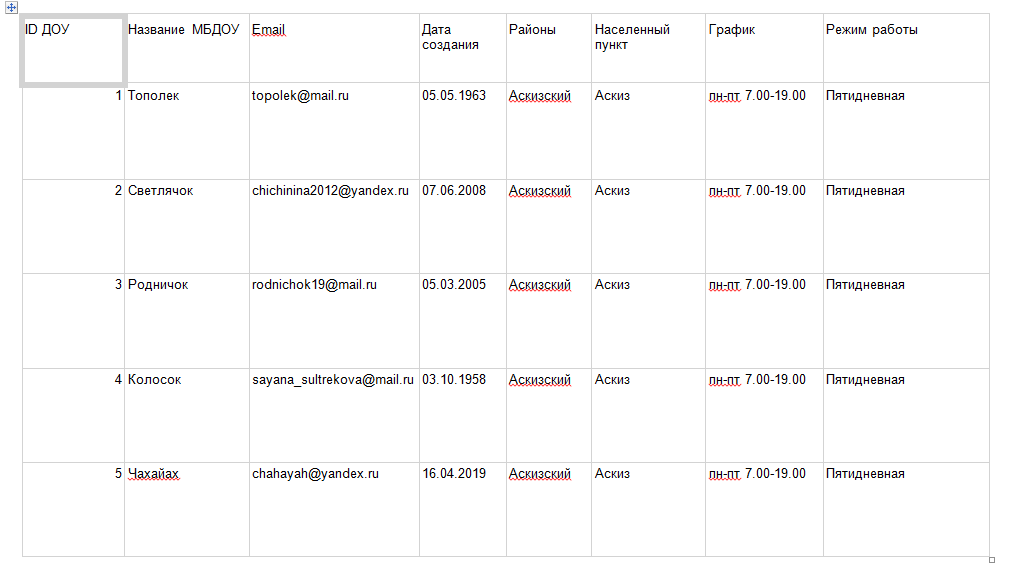 ID ДОУ Название МБДОУ Email Дата создания Районы Населенный пункт График Режим работы
1 Тополек topolek@mail.ru 05.05.1963 Аскизский Аскиз пн-пт 7.00-19.00 Пятидневная
2 Светлячок chichinina2012@yandex.ru 07.06.2008 Аскизский Аскиз пн-пт 7.00-19.00 Пятидневная
3 Родничок rodnichok19@mail.ru 05.03.2005 Аскизский Аскиз пн-пт 7.00-19.00 Пятидневная
4 Колосок sayana_sultrekova@mail.ru 03.10.1958 Аскизский Аскиз пн-пт 7.00-19.00 Пятидневная
5 Чахайах chahayah@yandex.ru 16.04.2019 Аскизский Аскиз пн-пт 7.00-19.00 Пятидневная